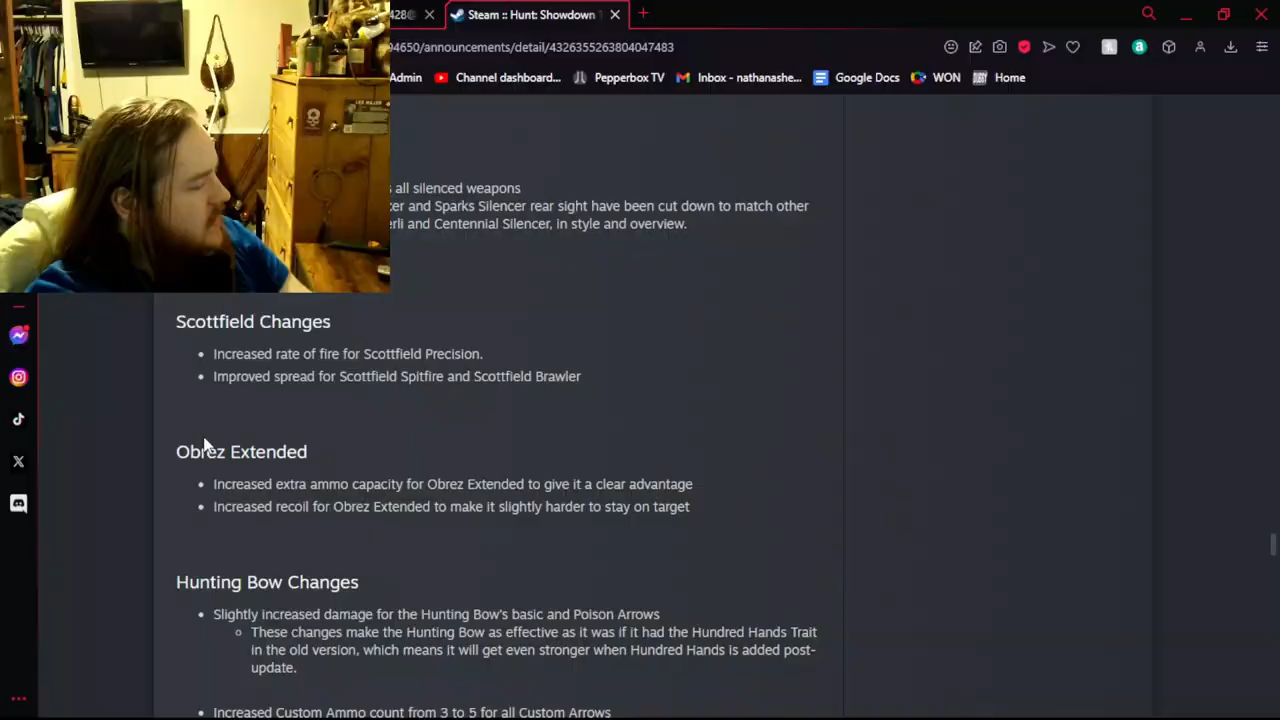 428@
Steam :: Hunt: Showdown 1
94650/announcements/detail/4326355263804047483
Admin
Channel dashboard...
Pepperbox TV
Inbox - nathanashe...
Google Docs
WON
Home
s all silenced weapons
er and Sparks Silencer rear sight have been cut down to match other
rli and Centennial Silencer, in style and overview.
Scottfield Changes
Increased rate of fire for Scottfield Precision.
Improved spread for Scottfield Spitfire and Scottfield Brawler
Obrez Extended
Increased extra ammo capacity for Obrez Extended to give it a clear advantage
Increased recoil for Obrez Extended to make it slightly harder to stay on target
Hunting Bow Changes
Slightly increased damage for the Hunting Bow's basic and Poison Arrows
These changes make the Hunting Bow as effective as it was if it had the Hundred Hands Trait
in the old version, which means it will get even stronger when Hundred Hands is added post-
update.
Increased Custom Ammo count from 3 to 5 for all Custom Arrows